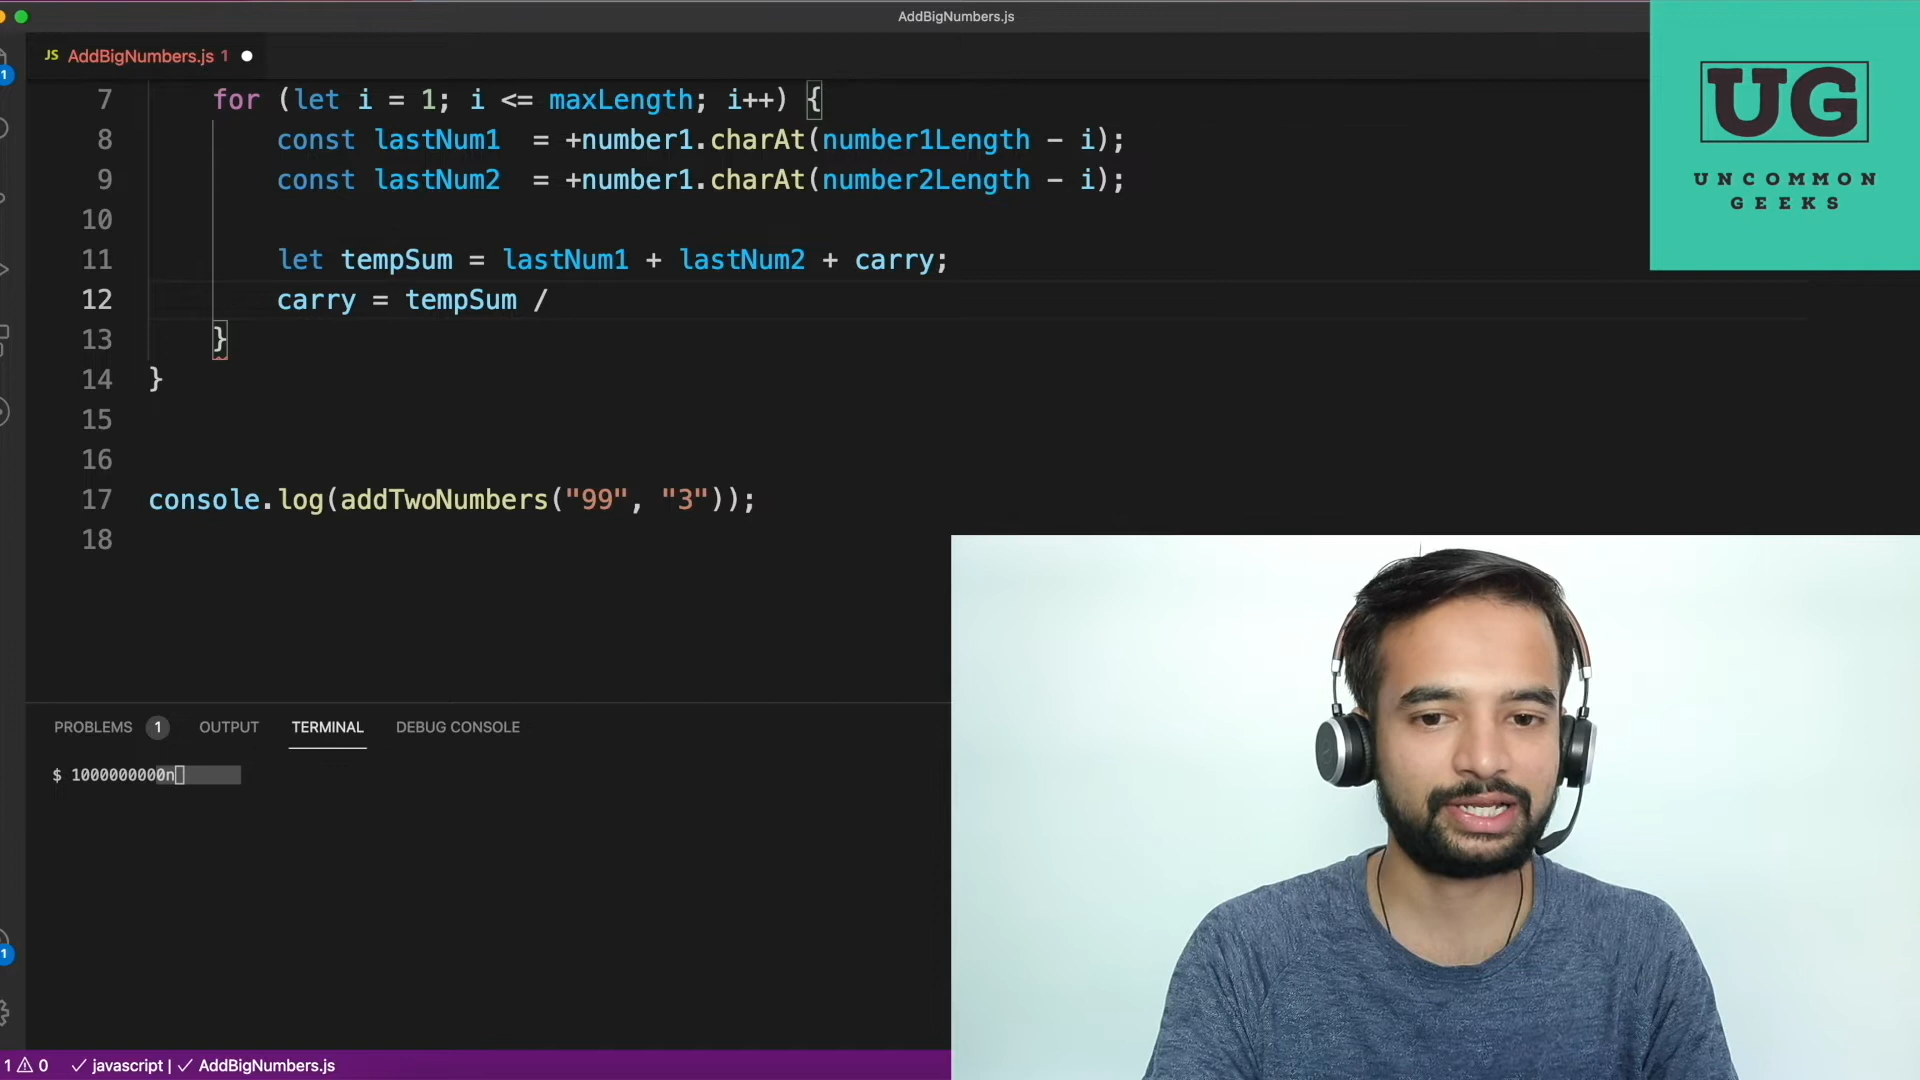 AddBigNumbers.js
JS AddBigNumbers.js 1
UG
UNCOMMON
GEEKS
7 for (let i = 1; i <= maxLength; i++) {
8 const lastNum1 = +number1.charAt(number1Length - i);
9 const lastNum2 = +number1.charAt(number2Length - i);
10
11 let tempSum = lastNum1 + lastNum2 + carry;
12 carry = tempSum /
13 }
14 }
15
16
17 console.log(addTwoNumbers("99", "3"));
18
PROBLEMS 1 OUTPUT TERMINAL DEBUG CONSOLE
$ 1000000000n
1
1
1 0 javascript | AddBigNumbers.js